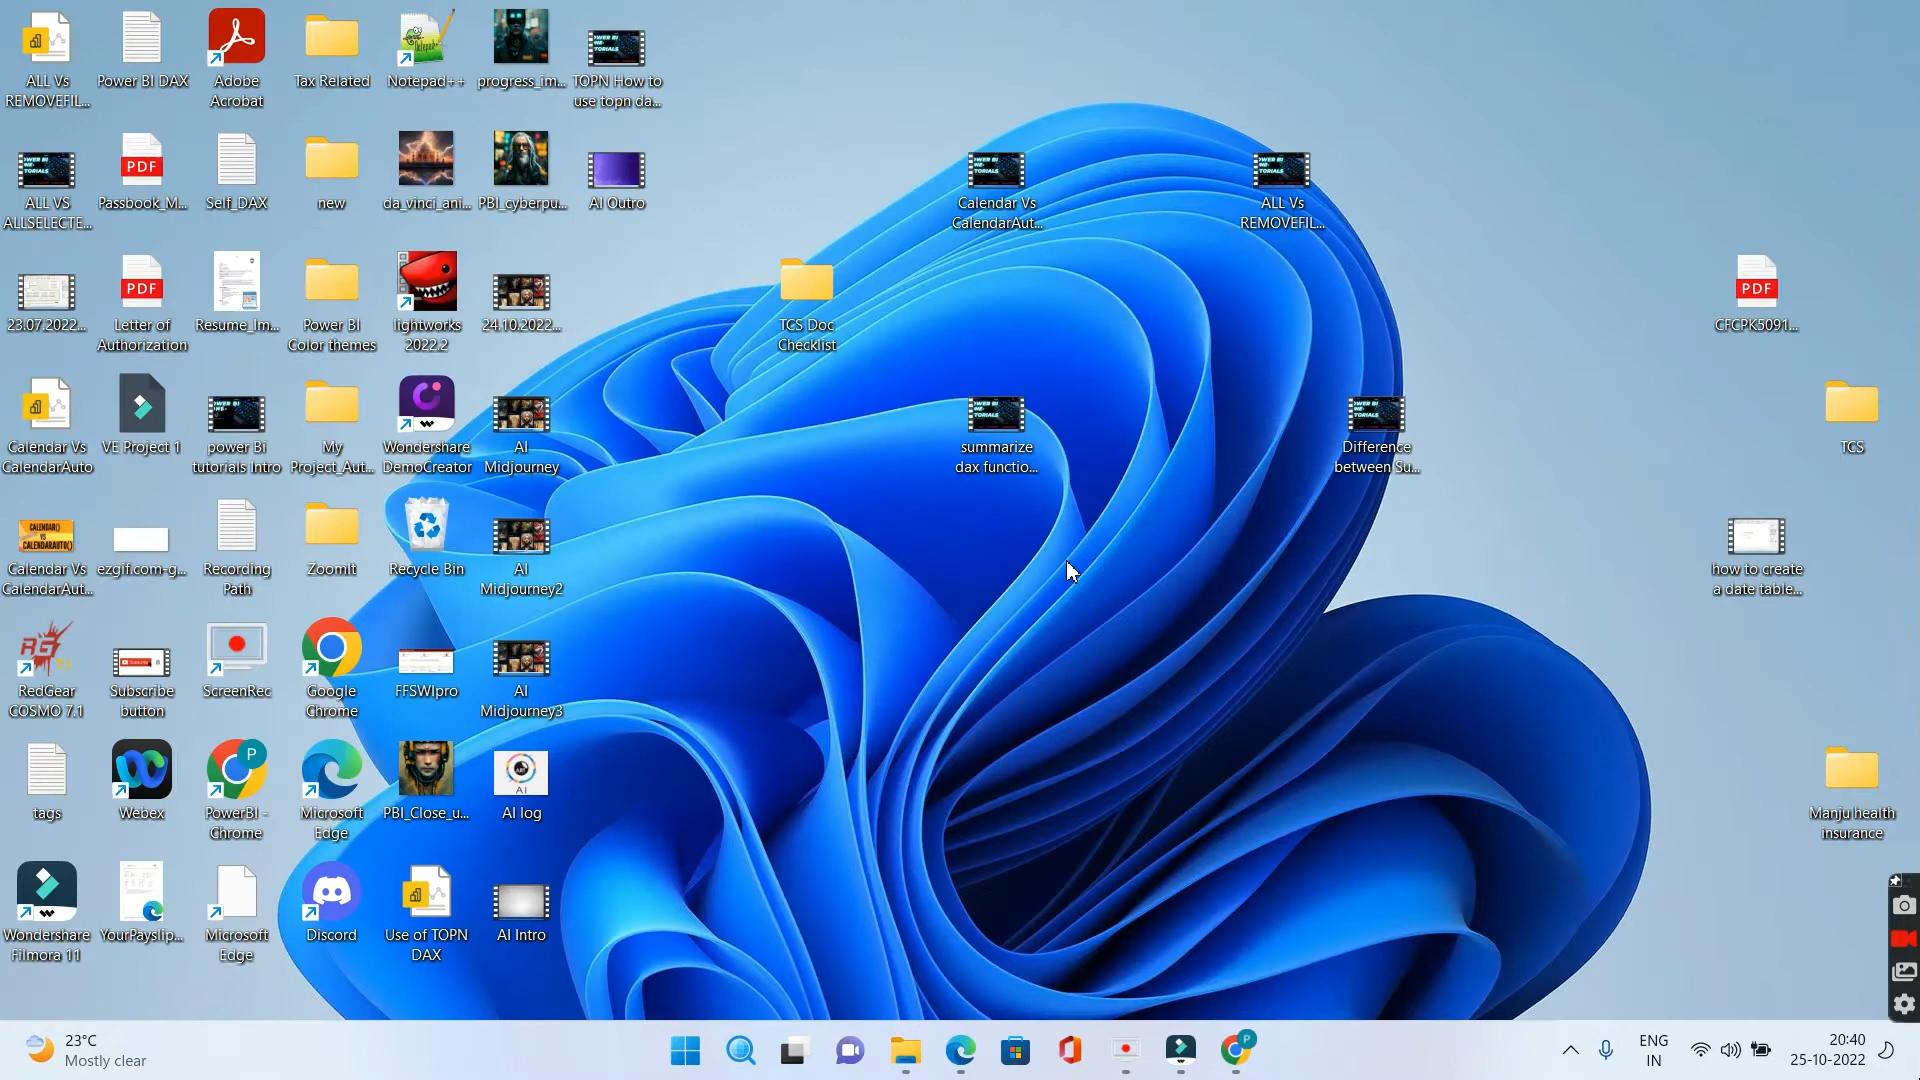 ALL Vs
REMOVEFIL...
Power BI DAX
Adobe
Acrobat
Tax Related
Notepad++
progress_im...
TOPN How to
use topn da...
ALL VS
ALLSELECTE...
PDF
Passbook_M...
Self_DAX
new
da_vinci_ani...
PBI_cyberpu...
AI Outro
Calendar Vs
CalendarAut...
ALL Vs
REMOVEFIL...
23.07.2022...
PDF
Letter of
Authorization
Resume_Im...
Power BI
Color themes
lightworks
2022.2
24.10.2022...
TCS Doc
Checklist
PDF
CFCPK5091...
Calendar Vs
CalendarAuto
VE Project 1
power Bi
tutorials Intro
My
Project_Aut...
Wondershare
DemoCreator
AI
Midjourney
summarize
dax functio...
Difference
between Su...
TCS
CALENDAR()
VS
CALENDARAUTO()
Calendar Vs
CalendarAut...
ezgif.com-g...
Recording
Path
ZoomIt
Recycle Bin
AI
Midjourney2
how to create
a date table...
RedGear
COSMO 7.1
Subscribe
button
ScreenRec
Google
Chrome
FFSWIpro
AI
Midjourney3
tags
Webex
P
PowerBI -
Chrome
Microsoft
Edge
PBI_Close_u...
AI
AI log
Manju health
insurance
Wondershare
Filmora 11
YourPayslip...
Microsoft
Edge
Discord
Use of TOPN
DAX
AI Intro
23°C
Mostly clear
P
ENG
IN
20:40
25-10-2022